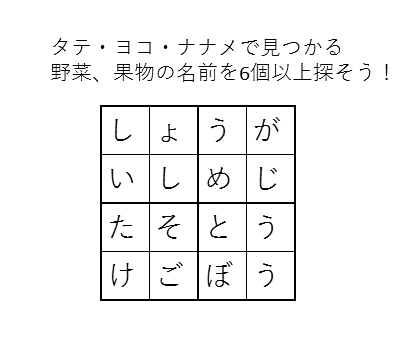 タテ・ヨコ・ナナメで見つかる
野菜、果物の名前を6個以上探そう！
しょうが
いしめじ
たそとう
けごぼう